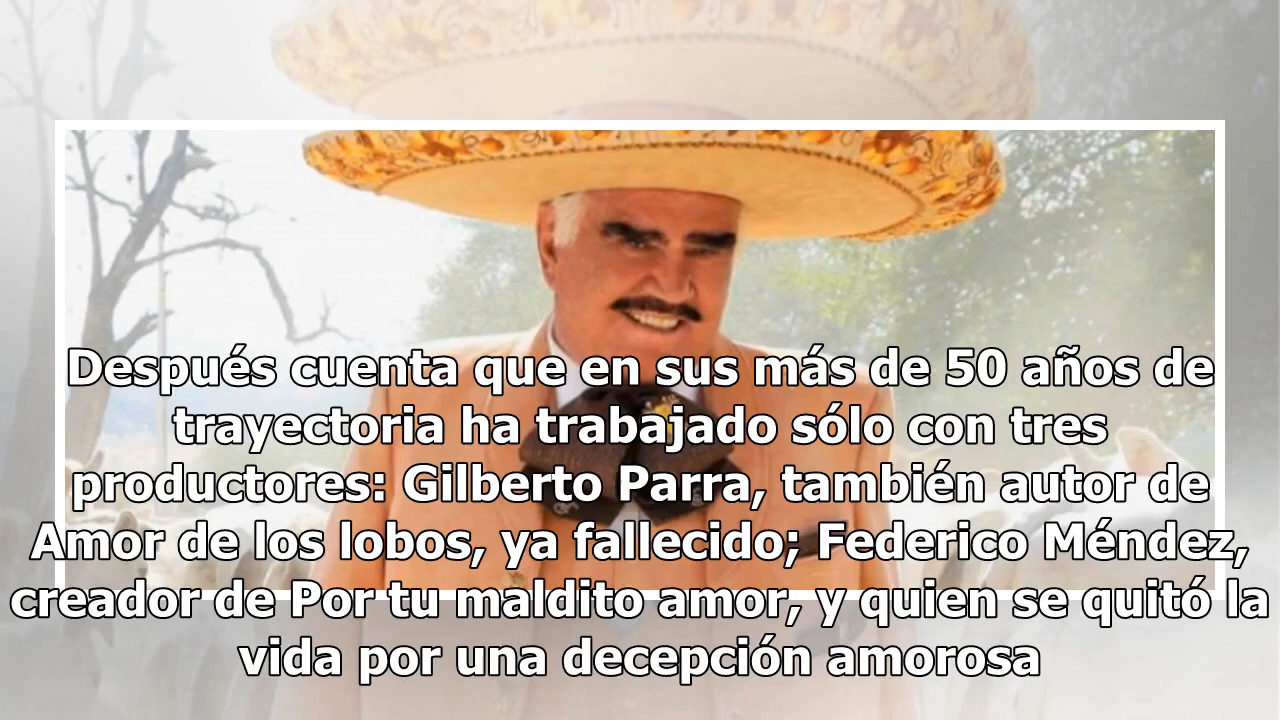 Después cuenta que en sus más de 50 años de
trayectoria ha trabajado sólo con tres
productores: Gilberto Parra, también autor de
Amor de los lobos, ya fallecido; Federico Méndez,
creador de Por tu maldito amor, y quien se quitó la
vida por una decepción amorosa